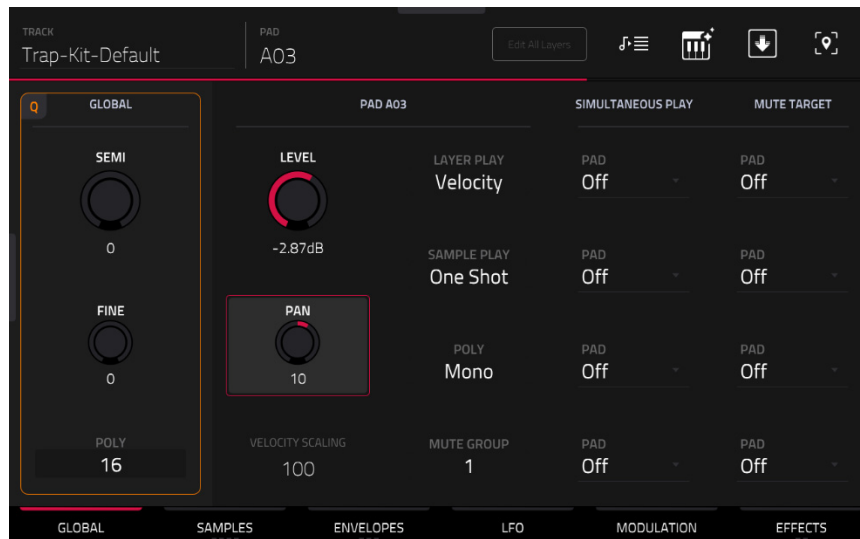 TRACK
Trap-Kit-Default
PAD
A03
Edit All Layers
Q
GLOBAL
PAD A03
SIMULTANEOUS PLAY
MUTE TARGET
SEMI
0
LEVEL
-2.87dB
LAYER PLAY
Velocity
PAD
Off
PAD
Off
SAMPLE PLAY
One Shot
PAD
Off
PAD
Off
FINE
0
PAN
10
POLY
Mono
PAD
Off
PAD
Off
POLY
16
VELOCITY SCALING
100
MUTE GROUP
1
PAD
Off
PAD
Off
GLOBAL
SAMPLES
ENVELOPES
LFO
MODULATION
EFFECTS